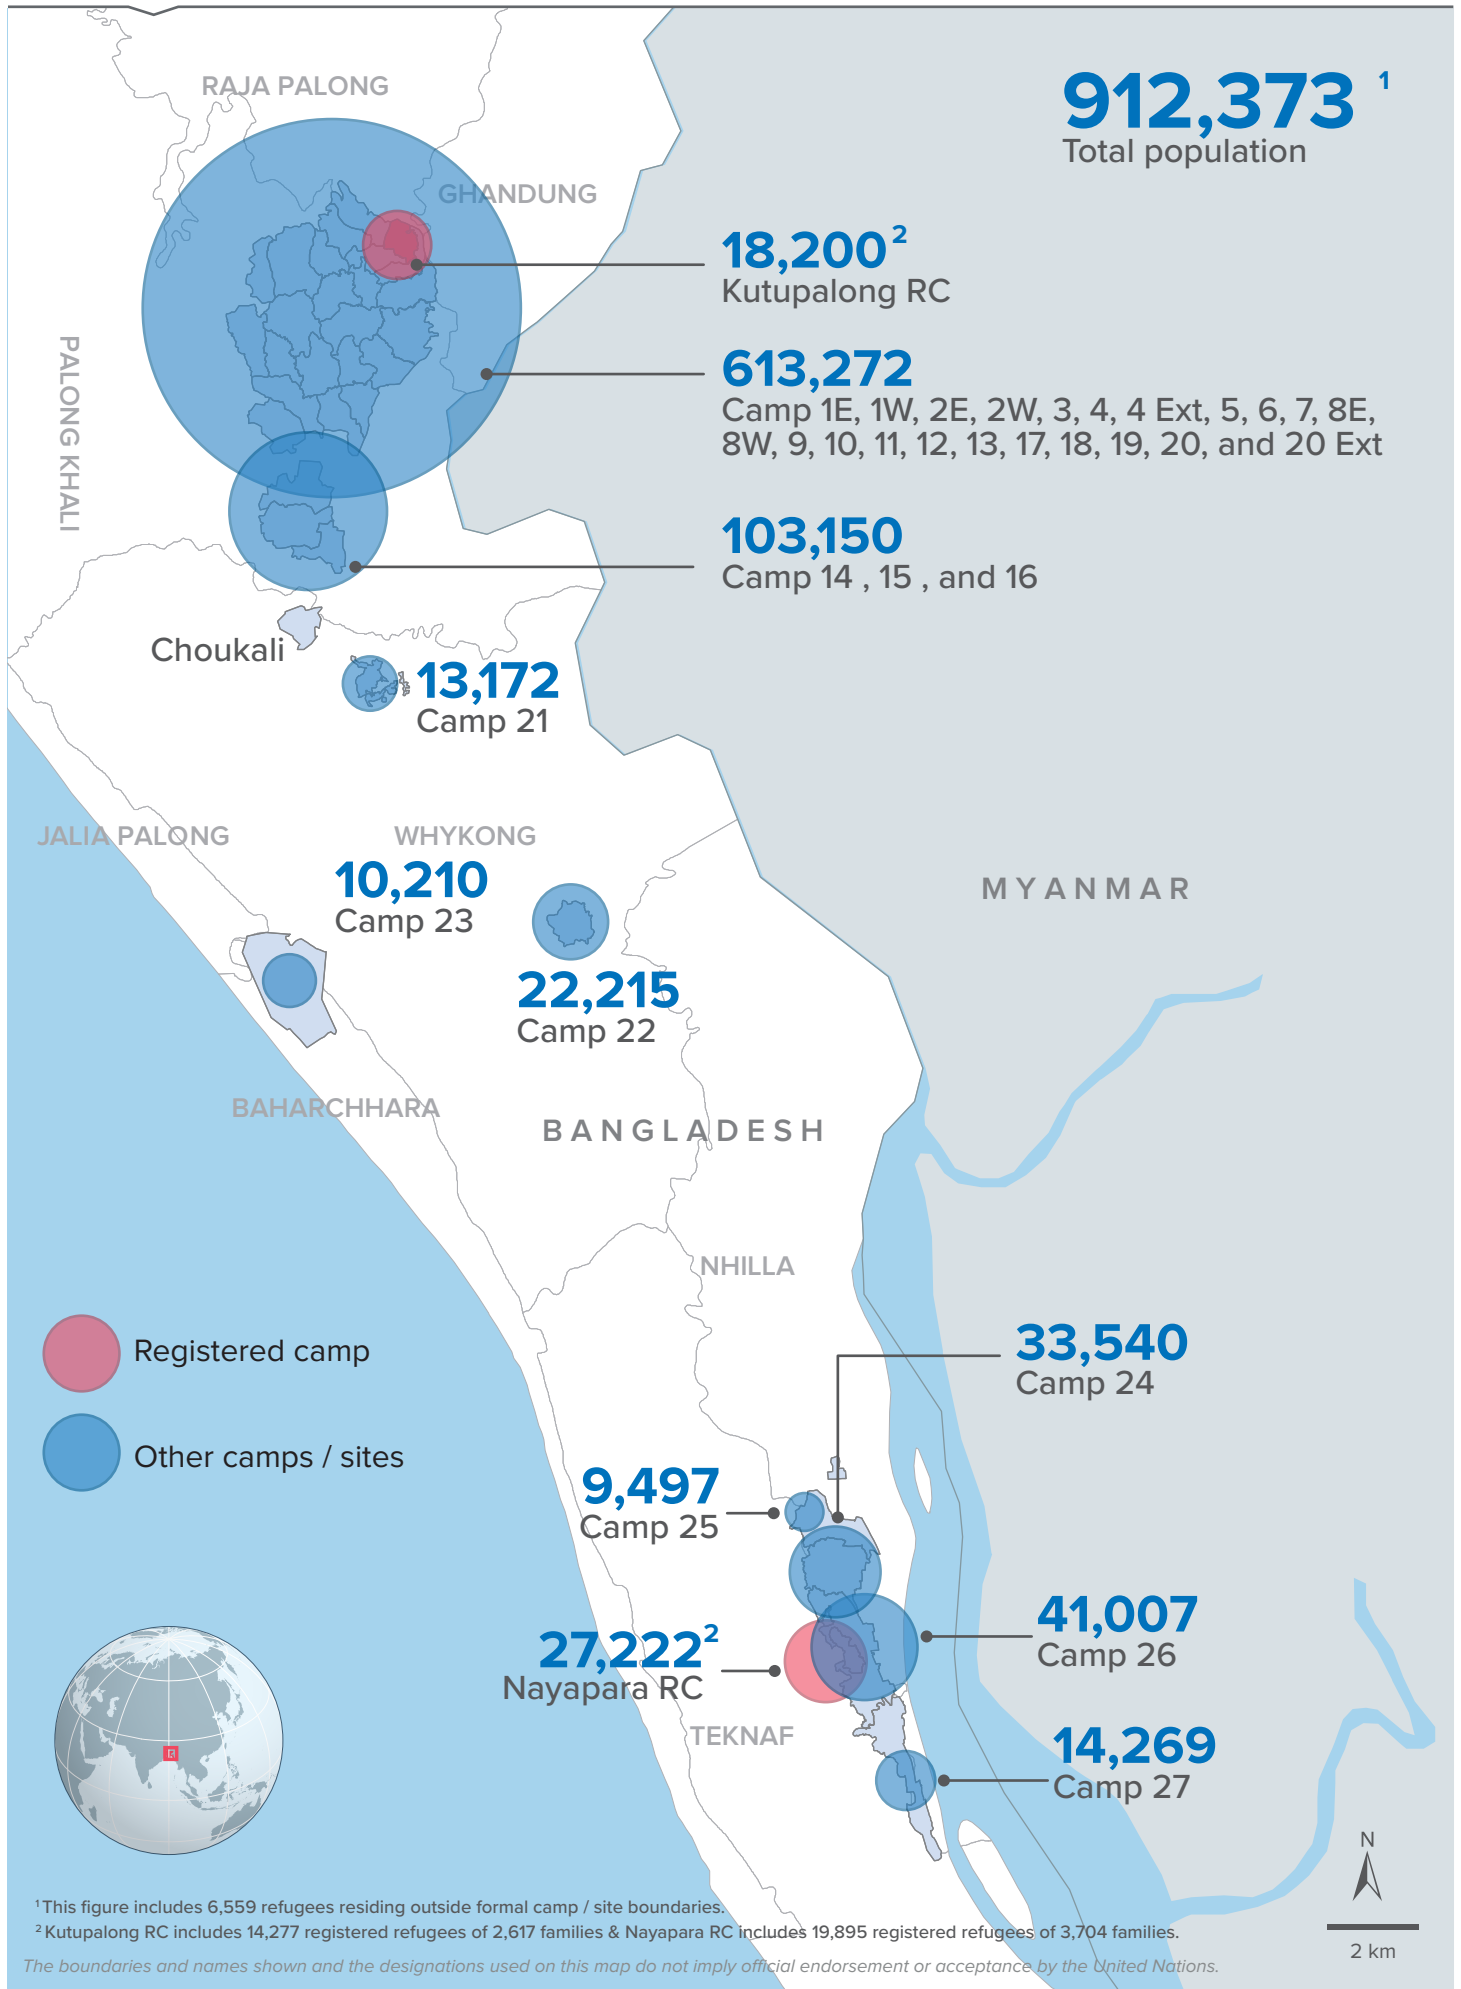 RAJA PALONG
912,373 1
Total population
GHANDUNG
18,200 2
Kutupalong RC
PALONG KHALI
613,272
Camp 1E, 1W, 2E, 2W, 3, 4, 4 Ext, 5, 6, 7, 8E,
8W, 9, 10, 11, 12, 13, 17, 18, 19, 20, and 20 Ext
103,150
Camp 14 , 15 , and 16
Choukali
13,172
Camp 21
JALIA PALONG
WHYKONG
10,210
Camp 23
MYANMAR
22,215
Camp 22
BAHARCHHARA
BANGLADESH
NHILLA
33,540
Camp 24
Registered camp
Other camps / sites
9,497
Camp 25
41,007
Camp 26
27,222 2
Nayapara RC
TEKNAF
14,269
Camp 27
N
2 km
1 This figure includes 6,559 refugees residing outside formal camp / site boundaries.
2 Kutupalong RC includes 14,277 registered refugees of 2,617 families & Nayapara RC includes 19,895 registered refugees of 3,704 families.
The boundaries and names shown and the designations used on this map do not imply official endorsement or acceptance by the United Nations.